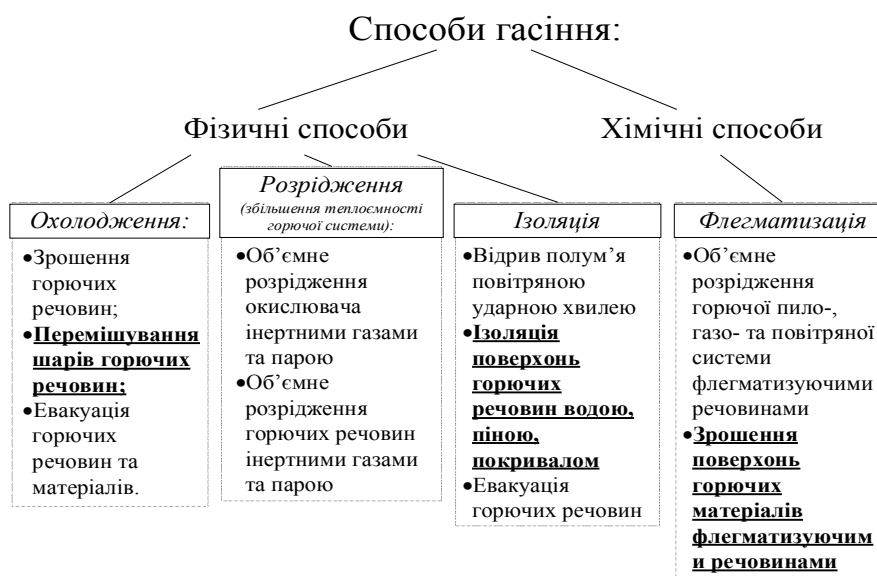 Способи гасіння:
Фізичні способи
Хімічні способи
Охолодження:
•Зрошення
горючих
речовин;
•Перемішування
шарів горючих
речовин;
•Евакуація
горючих
речовин та
матеріалів.
Розрідження
(збільшення теплоємності
горючої системи):
•Об’ємне
розрідження
окислювача
інертними газами
та парою
•Об’ємне
розрідження
горючих речовин
інертними газами
та парою
Ізоляція
•Відрив полум’я
повітряною
ударною хвилею
•Ізоляція
поверхонь
горючих
речовин водою,
піною,
покривалом
•Евакуація
горючих речовин
Флегматизація
•Об’ємне
розрідження
горючої пило-,
газо- та повітряної
системи
флегматизуючими
речовинами
•Зрошення
поверхонь
горючих
матеріалів
флегматизуючим
и речовинами